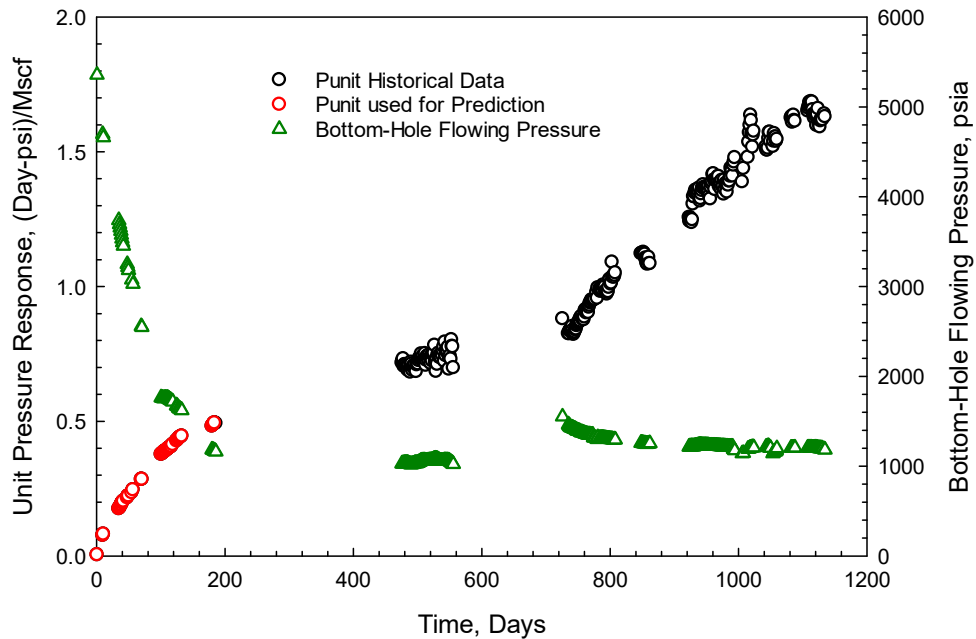 Unit Pressure Response, (Day-psi)/Mscf
2.0
1.5
1.0
0.5
0.0
Punit Historical Data
Punit used for Prediction
Bottom-Hole Flowing Pressure
6000
5000
4000
3000
2000
1000
0
Bottom-Hole Flowing Pressure, psia
0 200 400 600 800 1000 1200
Time, Days